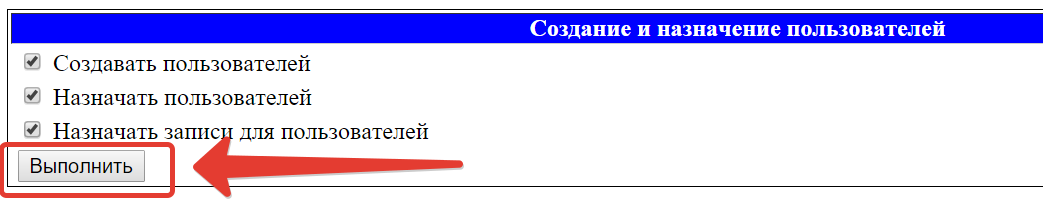 Создание и назначение пользователей
Создавать пользователей
Назначать пользователей
Назначать записи для пользователей
Выполнить